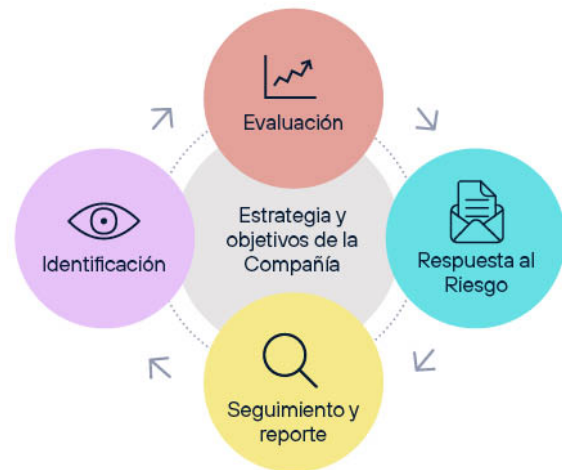 Evaluación
Identificación
Estrategia y
objetivos de la
Compañía
Respuesta al
Riesgo
Seguimiento y
reporte